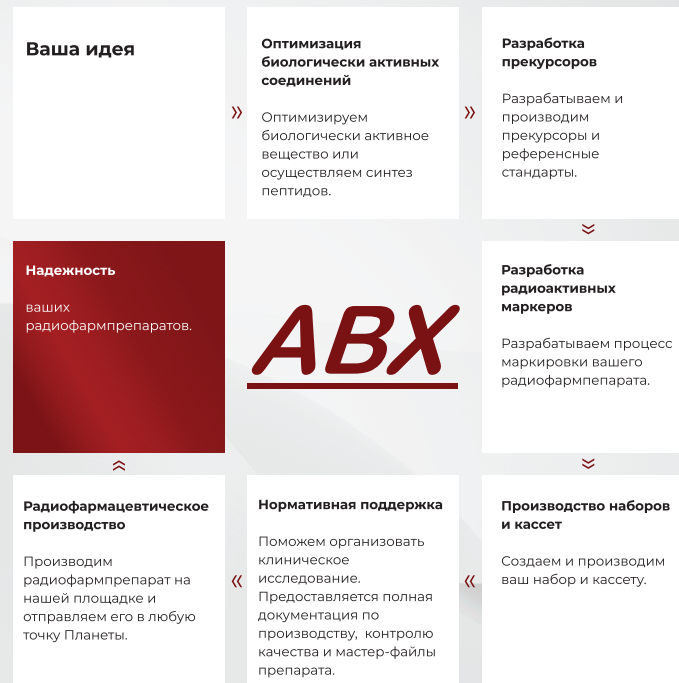 Ваша идея
Оптимизация
биологически активных
соединений
Оптимизируем
биологически активное
вещество или
осуществляем синтез
пептидов.
Разработка
прекурсоров
Разрабатываем и
производим
прекурсоры и
референсные
стандарты.
Разработка
радиоактивных
маркеров
Разрабатываем процесс
маркировки вашего
радиофармпепарата.
Производство наборов
и кассет
Создаем и производим
ваш набор и кассету.
Нормативная поддержка
Поможем организовать
клиническое
исследование.
Предоставляется полная
документация по
производству, контролю
качества и мастер-файлы
препарата.
Радиофармацевтическое
производство
Производим
радиофармпрепарат на
нашей площадке и
отправляем его в любую
точку Планеты.
Надежность
ваших
радиофармпрепаратов.
ABX